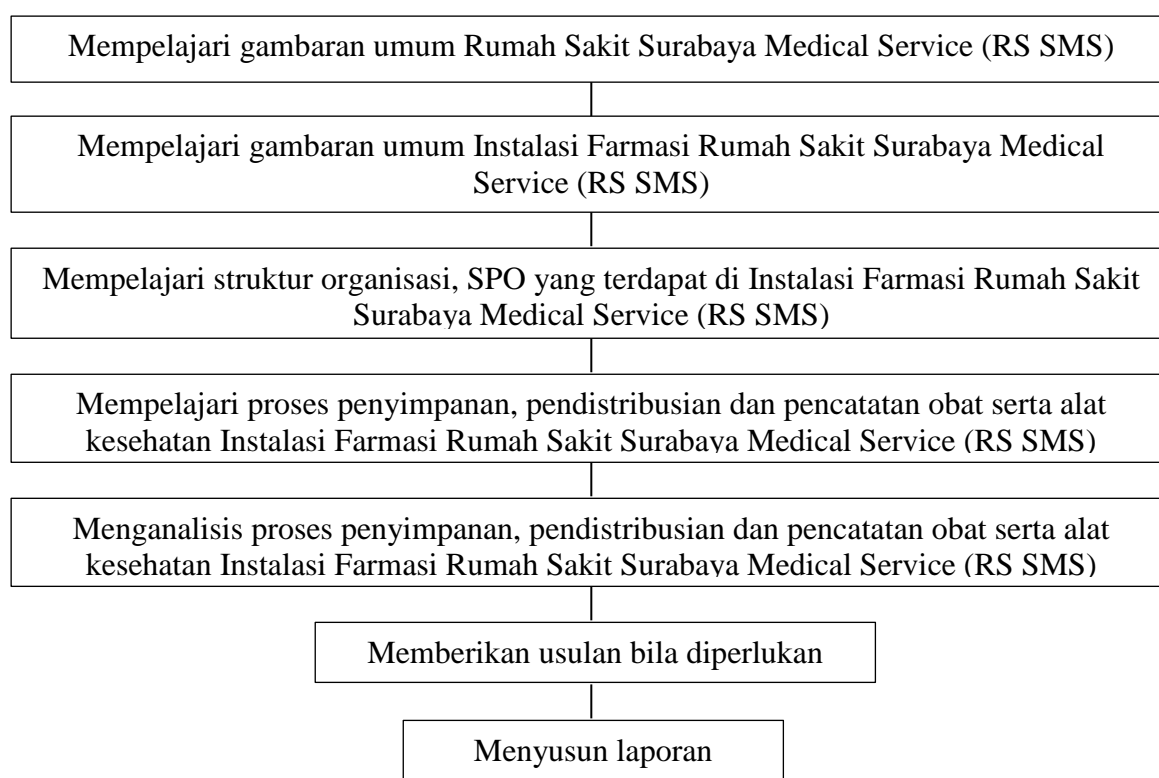 Mempelajari gambaran umum Rumah Sakit Surabaya Medical Service (RS SMS)
Mempelajari gambaran umum Instalasi Farmasi Rumah Sakit Surabaya Medical
Service (RS SMS)
Mempelajari struktur organisasi, SPO yang terdapat di Instalasi Farmasi Rumah Sakit
Surabaya Medical Service (RS SMS)
Mempelajari proses penyimpanan, pendistribusian dan pencatatan obat serta alat
kesehatan Instalasi Farmasi Rumah Sakit Surabaya Medical Service (RS SMS)
Menganalisis proses penyimpanan, pendistribusian dan pencatatan obat serta alat
kesehatan Instalasi Farmasi Rumah Sakit Surabaya Medical Service (RS SMS)
Memberikan usulan bila diperlukan
Menyusun laporan